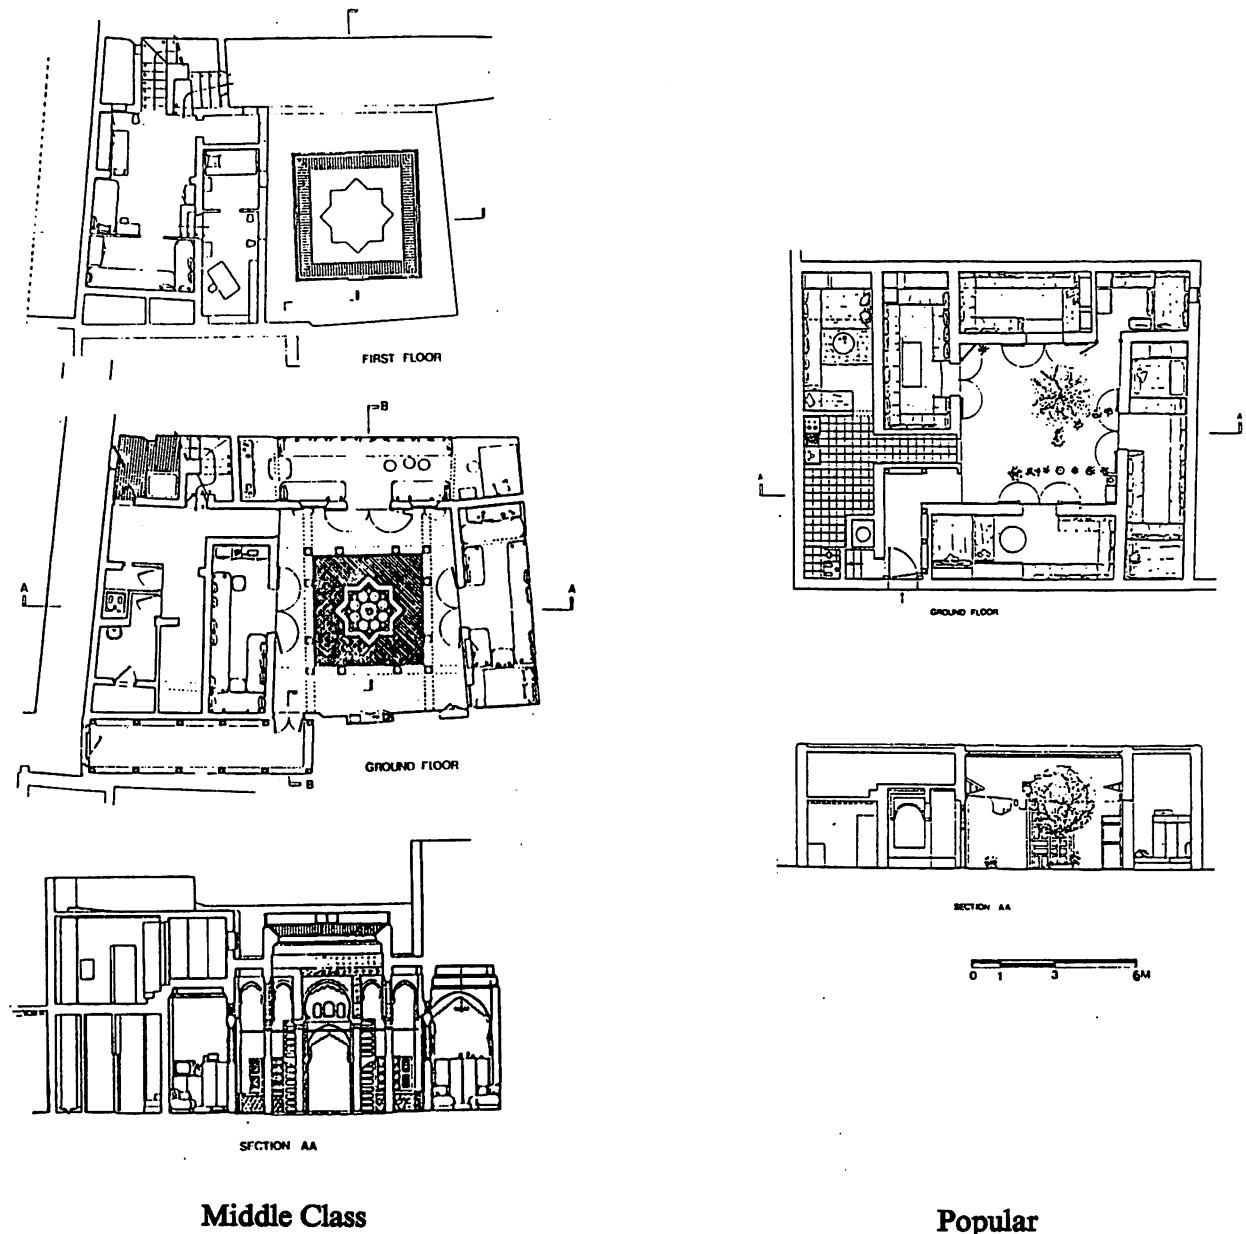 FIRST FLOOR
B
A
A
GROUND FLOOR
B
SECTION AA
Middle Class
A
A
GROUND FLOOR
SECTION AA
0 1 3 6M
Popular